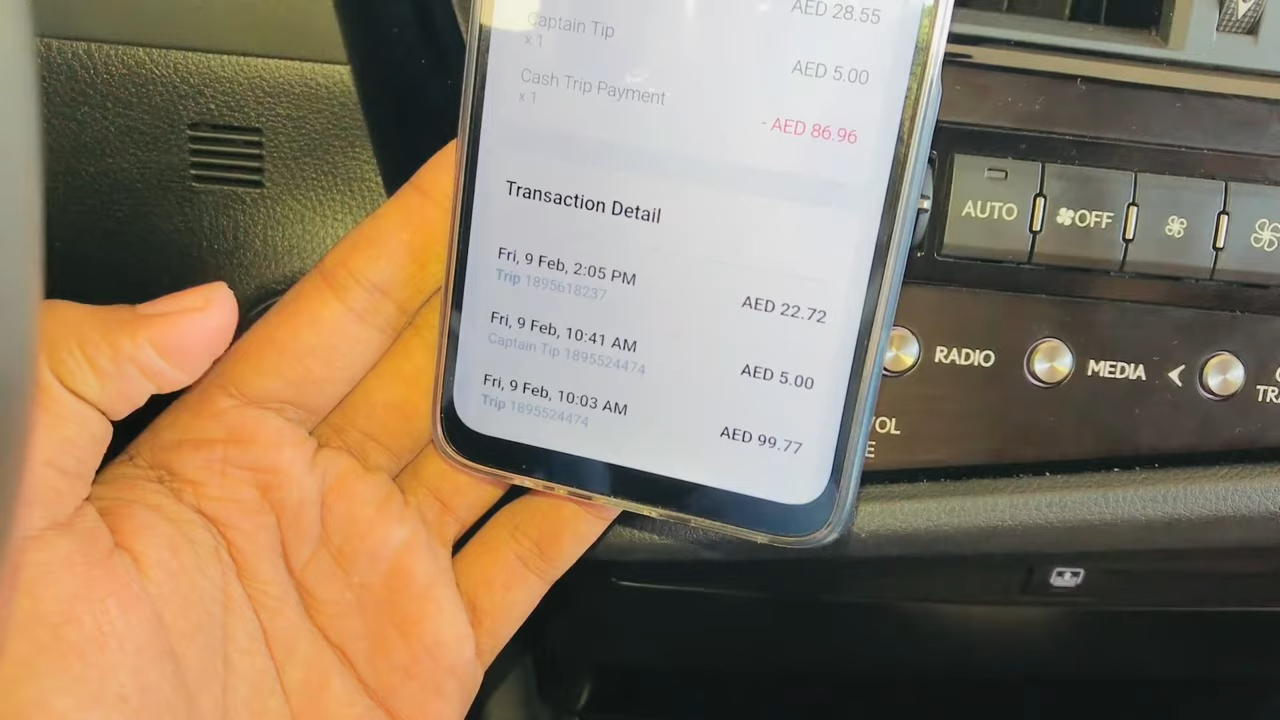 AED 28.55
Captain Tip
x 1
AED 5.00
Cash Trip Payment
x 1
- AED 86.96
Transaction Detail
Fri, 9 Feb, 2:05 PM
Trip 1895618237
AED 22.72
Fri, 9 Feb, 10:41 AM
Captain Tip 1895524474
AED 5.00
Fri, 9 Feb, 10:03 AM
Trip 1895524474
AED 99.77
AUTO
OFF
RADIO
MEDIA